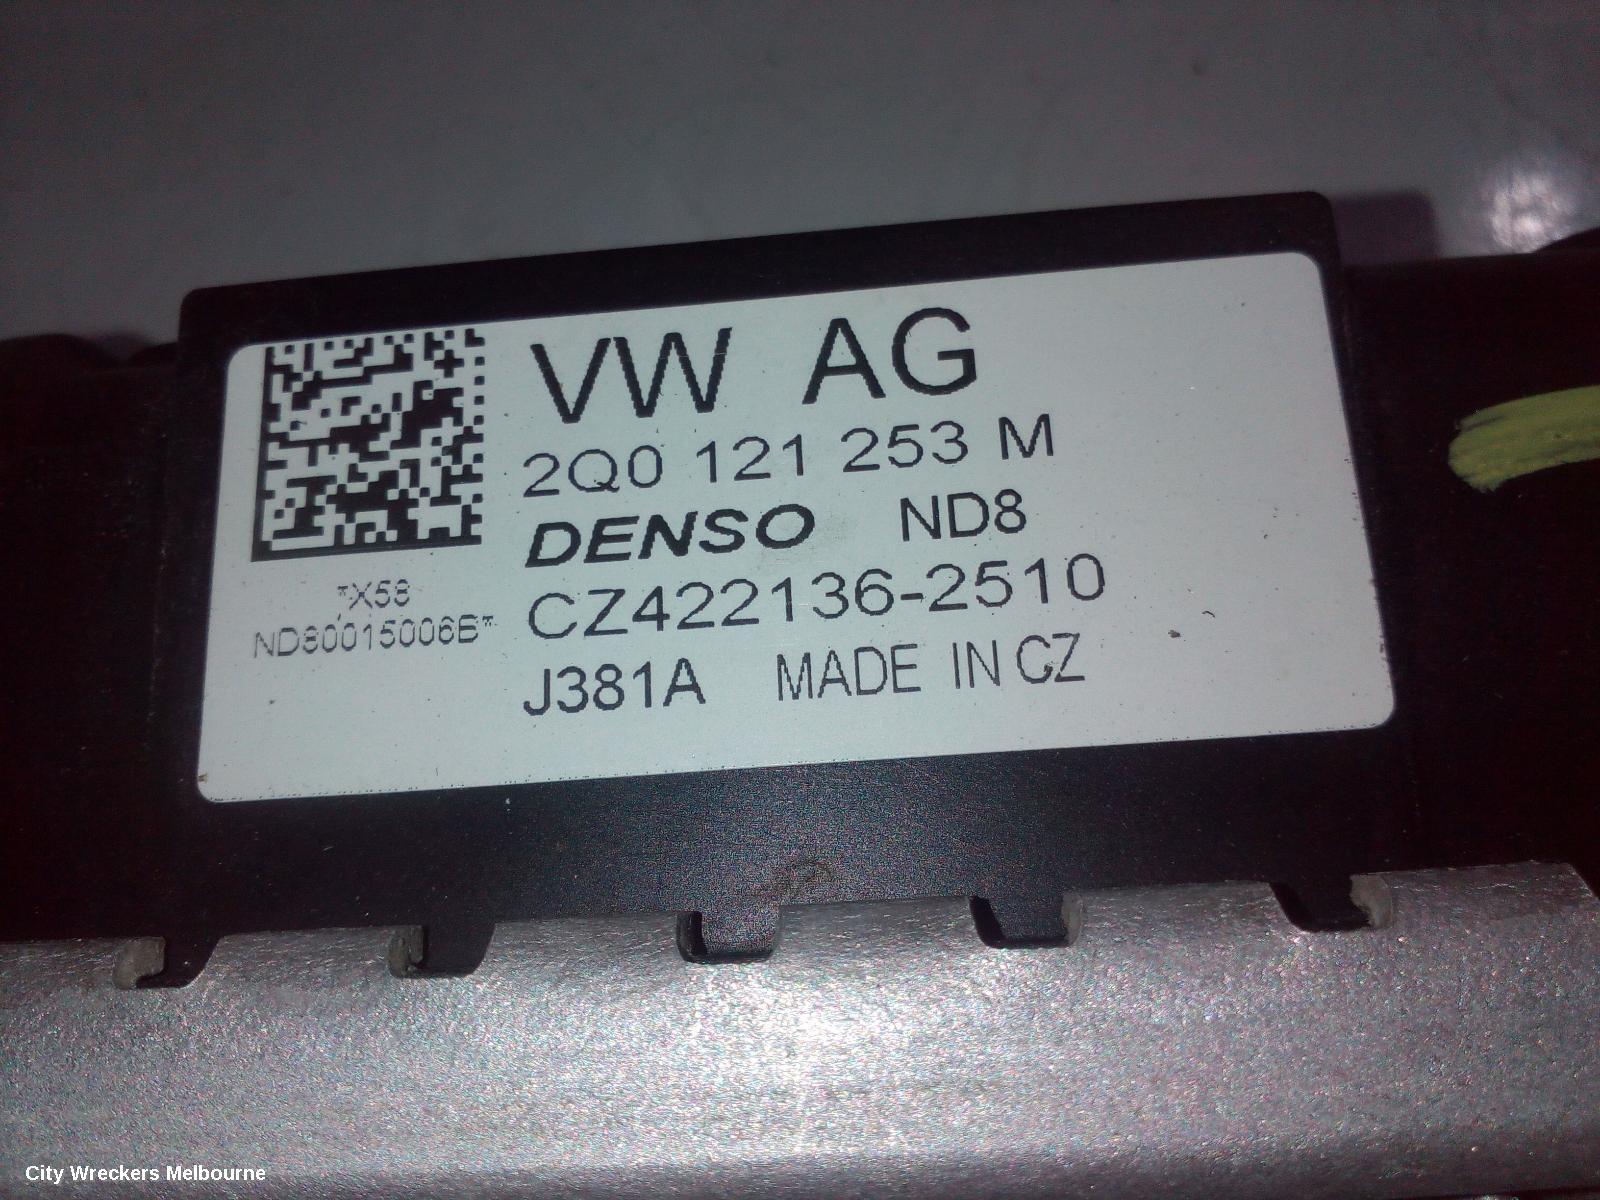 VW AG
2Q0 121 253 M
DENSO ND8
CZ422136-2510
J381A MADE IN CZ
*X58
ND80015006B*
City Wreckers Melbourne